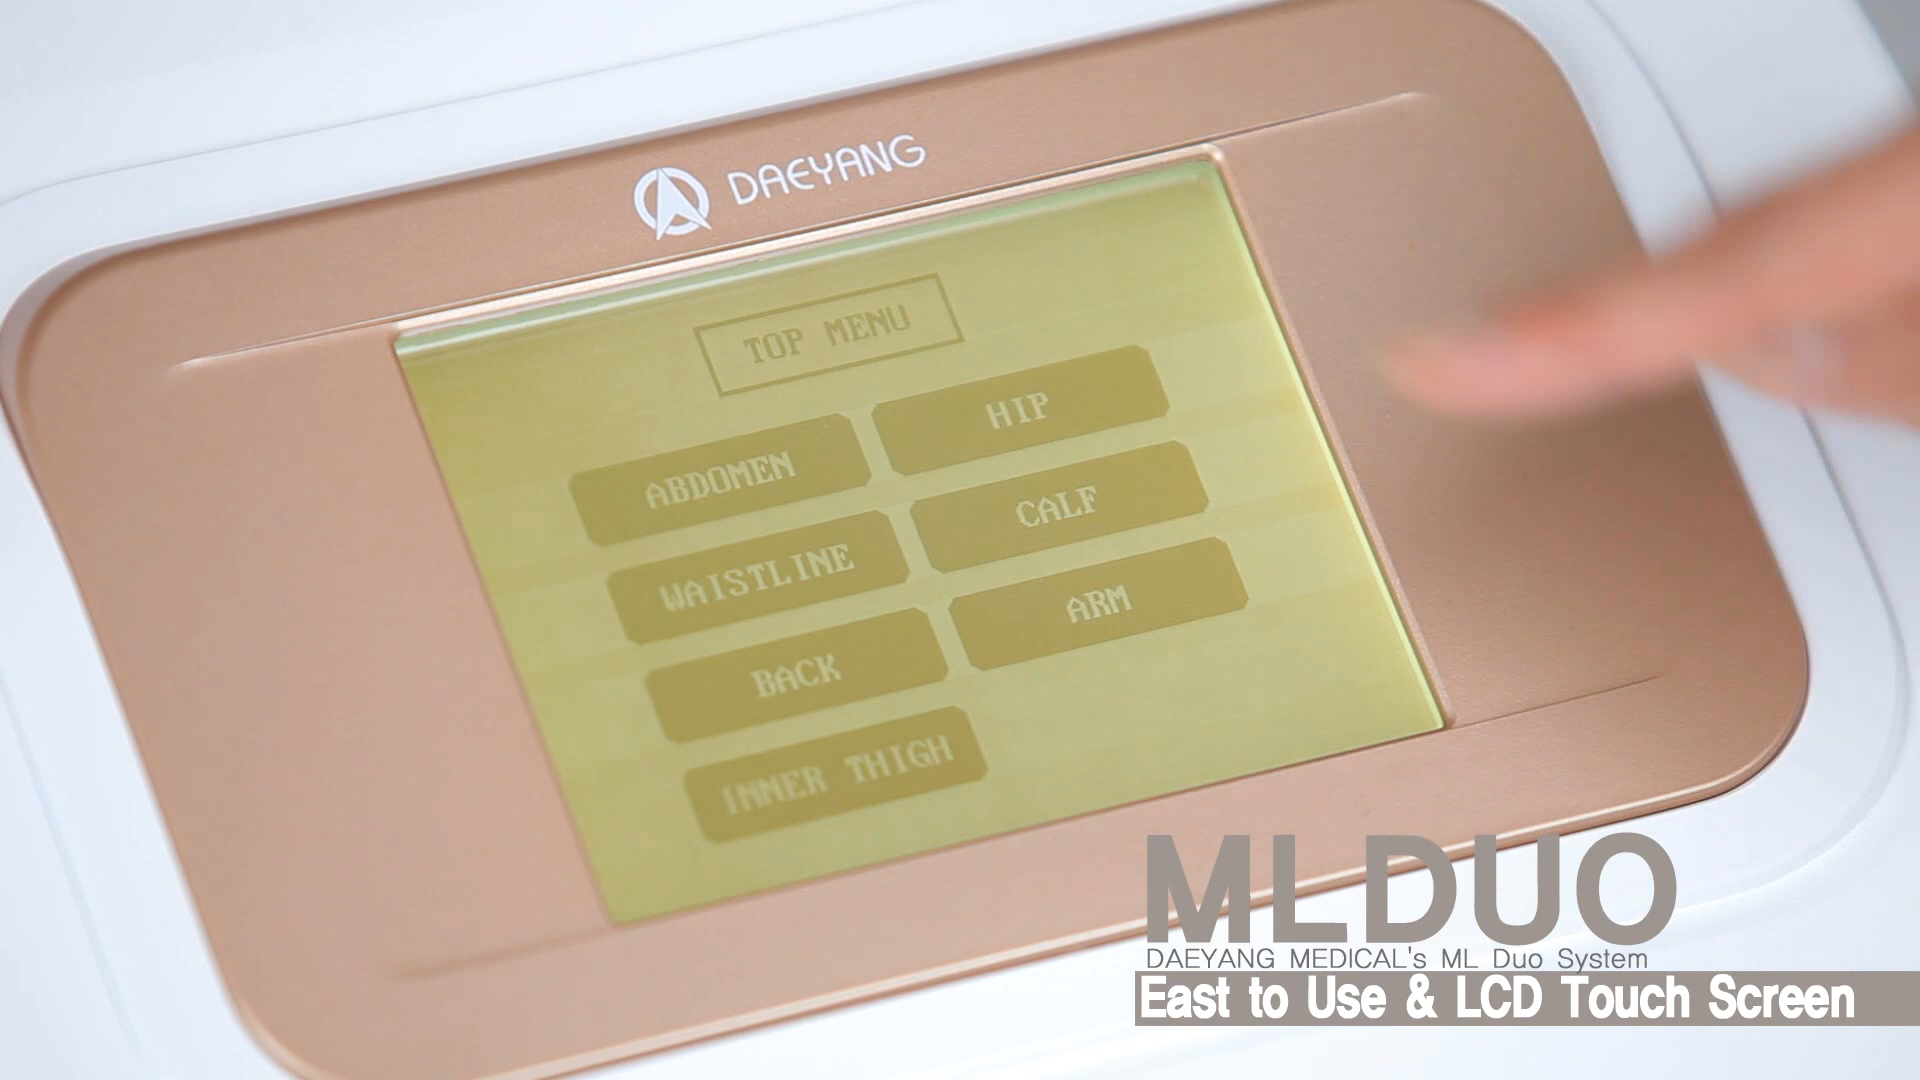 DAEYANG
TOP MENU
ABDOMEN
HIP
WAISTLINE
CALF
BACK
ARM
INNER THIGH
MLDUO
DAEYANG MEDICAL's ML Duo System
East to Use & LCD Touch Screen